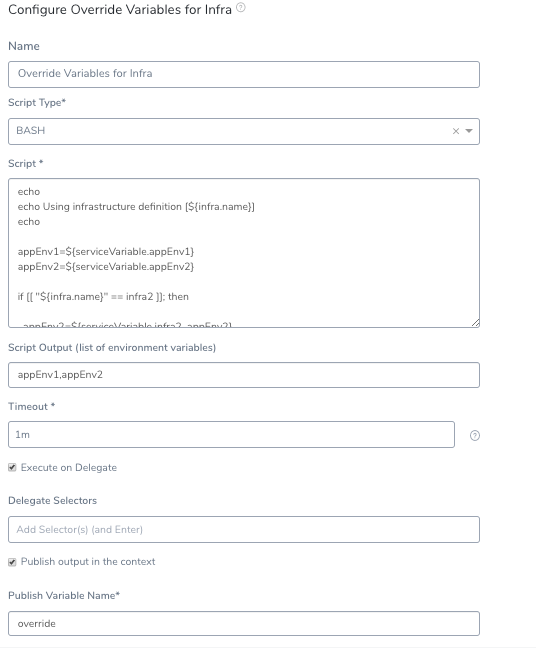 Configure Override Variables for Infra ?
Name
Override Variables for Infra
Script Type*
BASH
Script *
echo
echo Using infrastructure definition [${infra.name}]
echo
appEnv1=${serviceVariable.appEnv1}
appEnv2=${serviceVariable.appEnv2}
if [[ "${infra.name}" == infra2 ]]; then
appEnv2=${serviceVariable.infra2_appEnv2}
Script Output (list of environment variables)
appEnv1,appEnv2
Timeout *
1m
?
Execute on Delegate
Delegate Selectors
Add Selector(s) (and Enter)
Publish output in the context
Publish Variable Name*
override